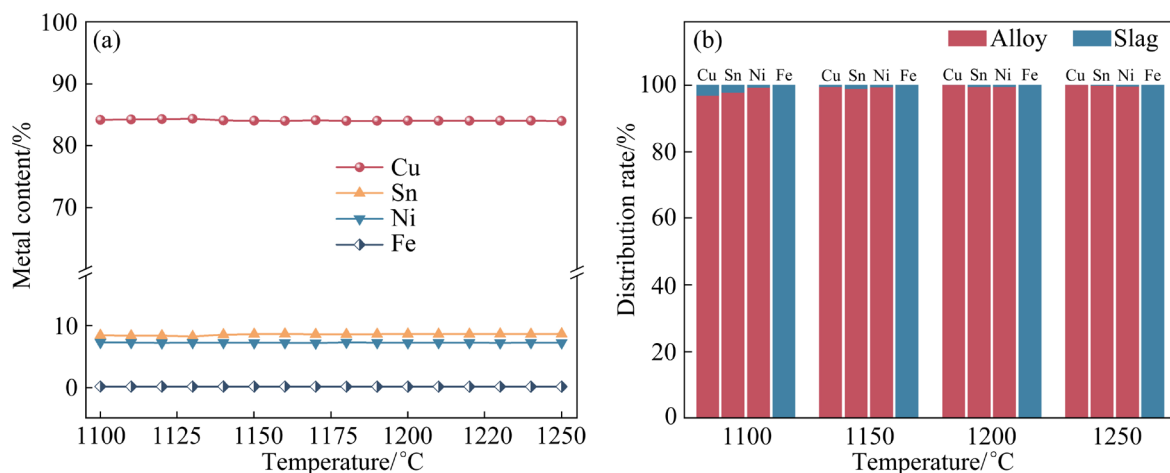 (a)
100
90
80
70
10
0
Metal content/%
Cu
Sn
Ni
Fe
1100 1125 1150 1175 1200 1220 1250
Temperature/°C
(b)
Alloy Slag
Cu Sn Ni Fe Cu Sn Ni Fe Cu Sn Ni Fe Cu Sn Ni Fe
100
80
60
40
20
0
Distribution rate/%
1100 1150 1200 1250
Temperature/°C